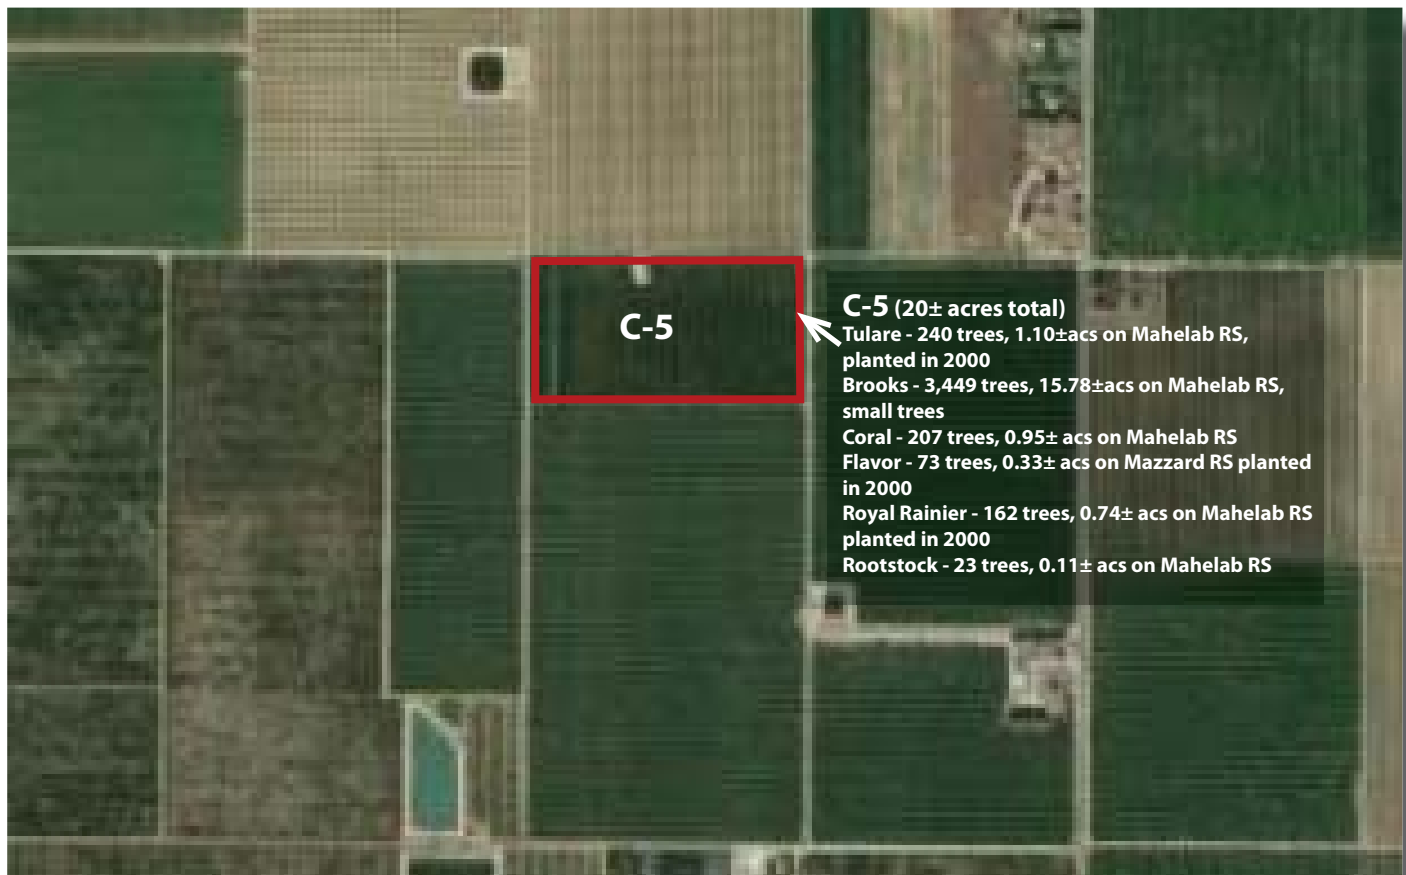 C-5
C-5 (20± acres total)
Tulare - 240 trees, 1.10±acs on Mahelab RS,
planted in 2000
Brooks - 3,449 trees, 15.78±acs on Mahelab RS,
small trees
Coral - 207 trees, 0.95± acs on Mahelab RS
Flavor - 73 trees, 0.33± acs on Mazzard RS planted
in 2000
Royal Rainier - 162 trees, 0.74± acs on Mahelab RS
planted in 2000
Rootstock - 23 trees, 0.11± acs on Mahelab RS